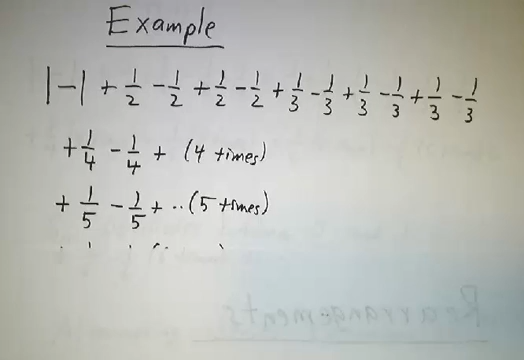 Example
1 - 1 + 1/2 - 1/2 + 1/2 - 1/2 + 1/3 - 1/3 + 1/3 - 1/3 + 1/3 - 1/3
+ 1/4 - 1/4 + (4 times)
+ 1/5 - 1/5 + .. (5 times)
Rearrangements